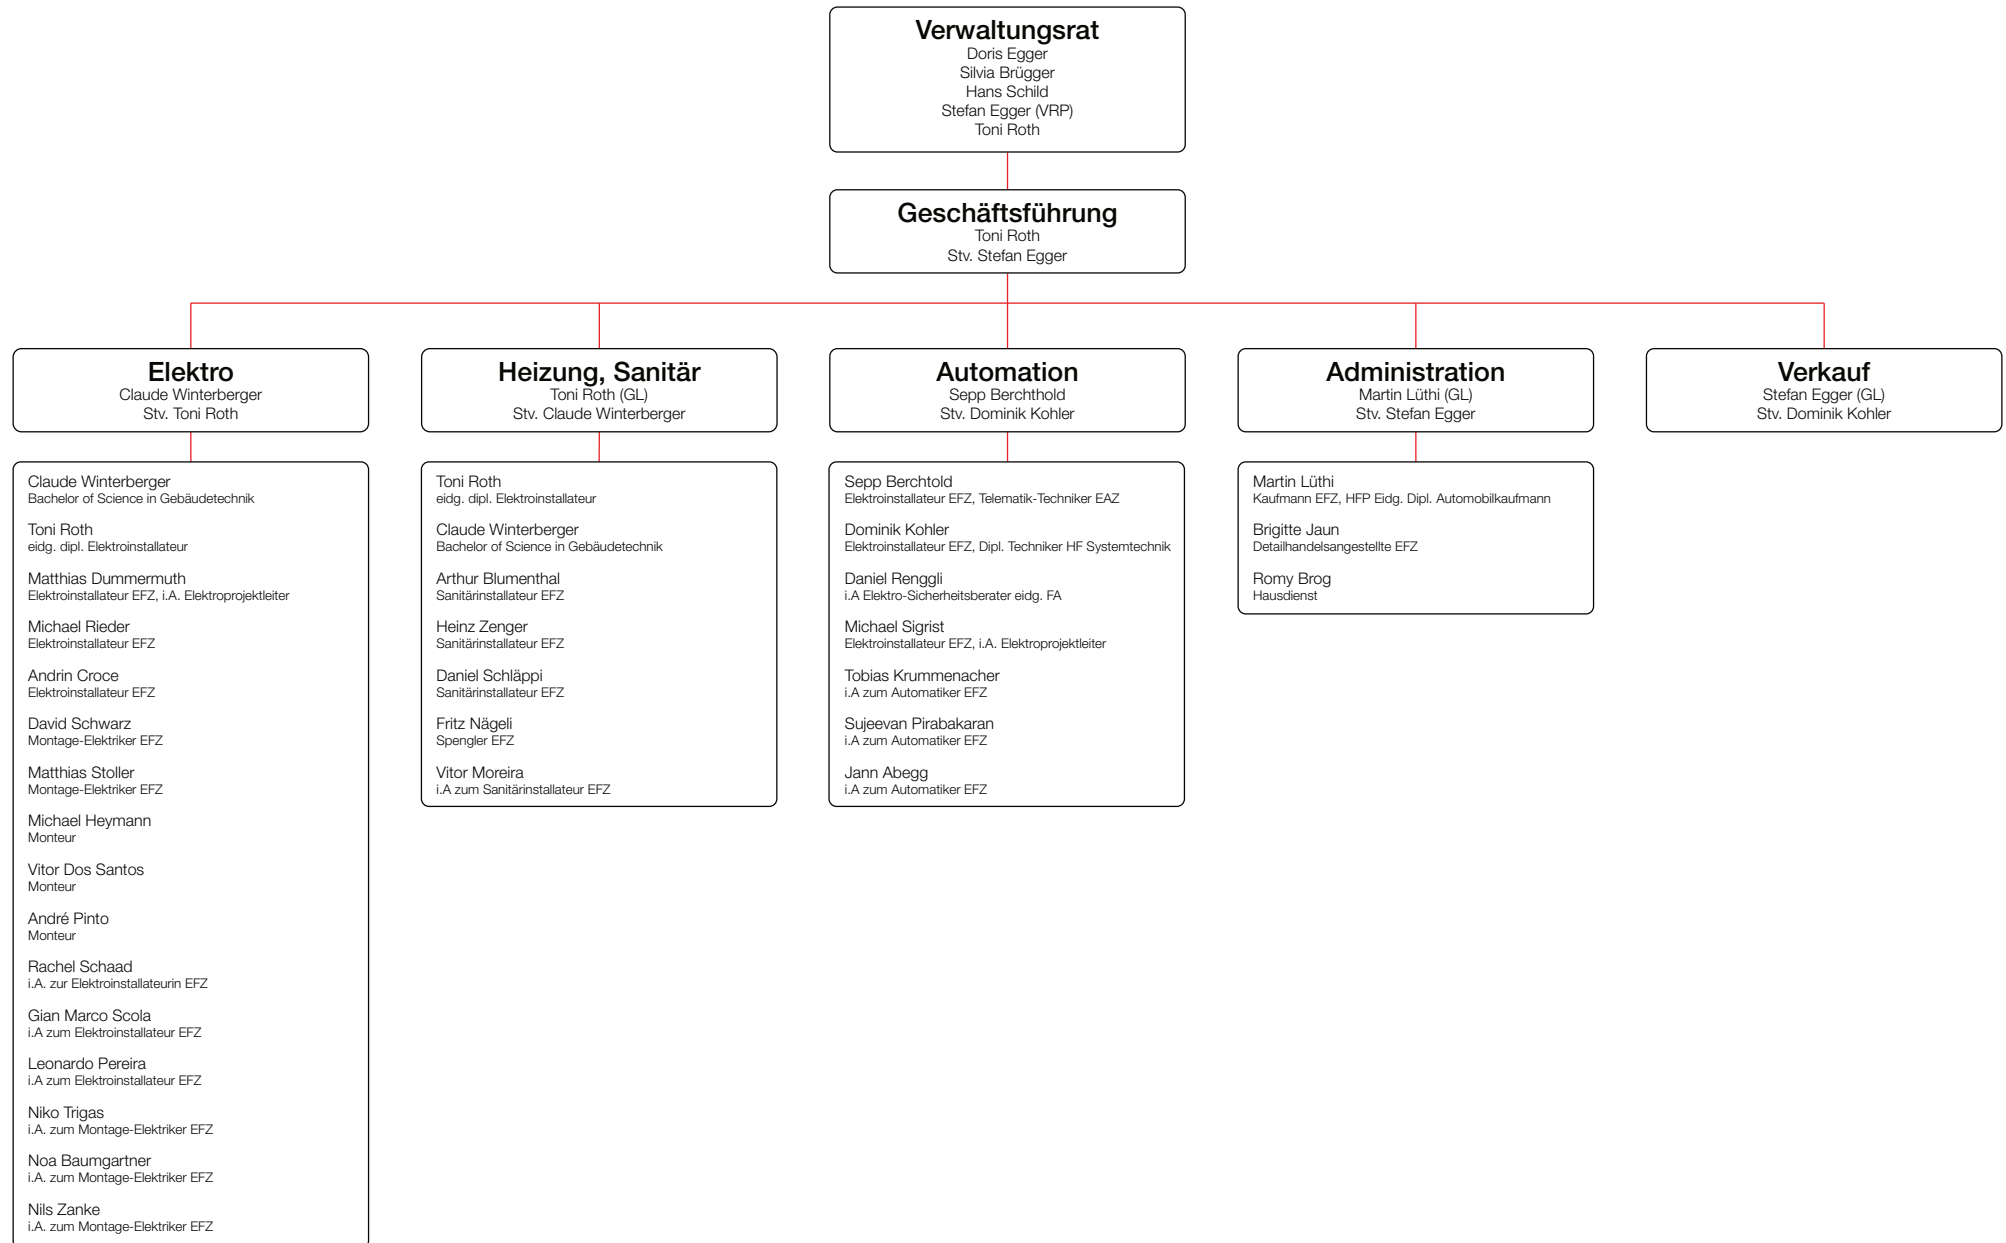 Verwaltungsrat
Doris Egger
Silvia Brügger
Hans Schild
Stefan Egger (VRP)
Toni Roth
Geschäftsführung
Toni Roth
Stv. Stefan Egger
Elektro
Claude Winterberger
Stv. Toni Roth
Heizung, Sanitär
Toni Roth (GL)
Stv. Claude Winterberger
Automation
Sepp Berchthold
Stv. Dominik Kohler
Administration
Martin Lüthi (GL)
Stv. Stefan Egger
Verkauf
Stefan Egger (GL)
Stv. Dominik Kohler
Claude Winterberger
Bachelor of Science in Gebäudetechnik
Toni Roth
eidg. dipl. Elektroinstallateur
Matthias Dummermuth
Elektroinstallateur EFZ, i.A. Elektroprojektleiter
Michael Rieder
Elektroinstallateur EFZ
Andrin Croce
Elektroinstallateur EFZ
David Schwarz
Montage-Elektriker EFZ
Matthias Stoller
Montage-Elektriker EFZ
Michael Heymann
Monteur
Vitor Dos Santos
Monteur
André Pinto
Monteur
Rachel Schaad
i.A. zur Elektroinstallateurin EFZ
Gian Marco Scola
i.A zum Elektroinstallateur EFZ
Leonardo Pereira
i.A zum Elektroinstallateur EFZ
Niko Trigas
i.A. zum Montage-Elektriker EFZ
Noa Baumgartner
i.A. zum Montage-Elektriker EFZ
Nils Zanke
i.A. zum Montage-Elektriker EFZ
Toni Roth
eidg. dipl. Elektroinstallateur
Claude Winterberger
Bachelor of Science in Gebäudetechnik
Arthur Blumenthal
Sanitärinstallateur EFZ
Heinz Zenger
Sanitärinstallateur EFZ
Daniel Schläppi
Sanitärinstallateur EFZ
Fritz Nägeli
Spengler EFZ
Vitor Moreira
i.A zum Sanitärinstallateur EFZ
Sepp Berchtold
Elektroinstallateur EFZ, Telematik-Techniker EAZ
Dominik Kohler
Elektroinstallateur EFZ, Dipl. Techniker HF Systemtechnik
Daniel Renggli
i.A Elektro-Sicherheitsberater eidg. FA
Michael Sigrist
Elektroinstallateur EFZ, i.A. Elektroprojektleiter
Tobias Krummenacher
i.A zum Automatiker EFZ
Sujeevan Pirabakaran
i.A zum Automatiker EFZ
Jann Abegg
i.A zum Automatiker EFZ
Martin Lüthi
Kaufmann EFZ, HFP Eidg. Dipl. Automobilkaufmann
Brigitte Jaun
Detailhandelsangestellte EFZ
Romy Brog
Hausdienst